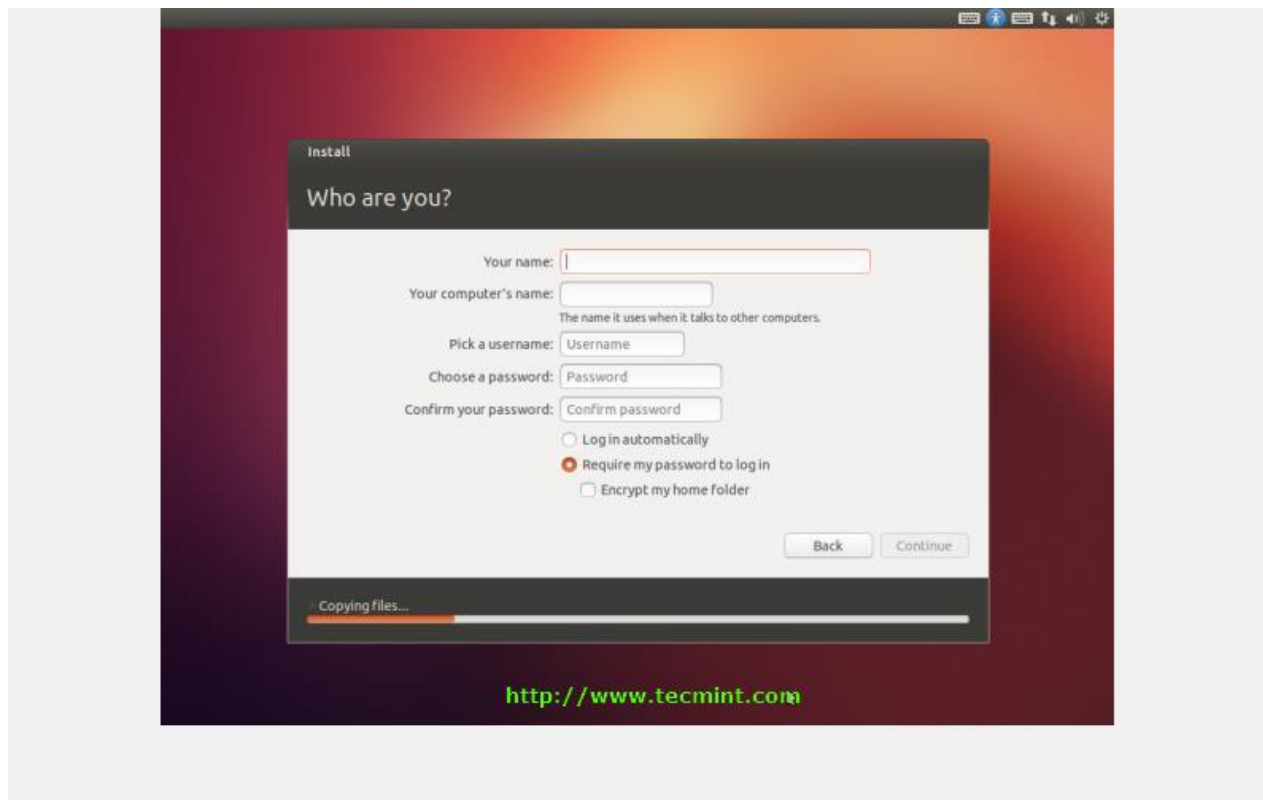 Install
Who are you?
Your name:
Your computer's name:
The name it uses when it talks to other computers.
Pick a username: Username
Choose a password: Password
Confirm your password: Confirm password
Log in automatically
Require my password to log in
Encrypt my home folder
Back Continue
Copying files...
http://www.tecmint.com